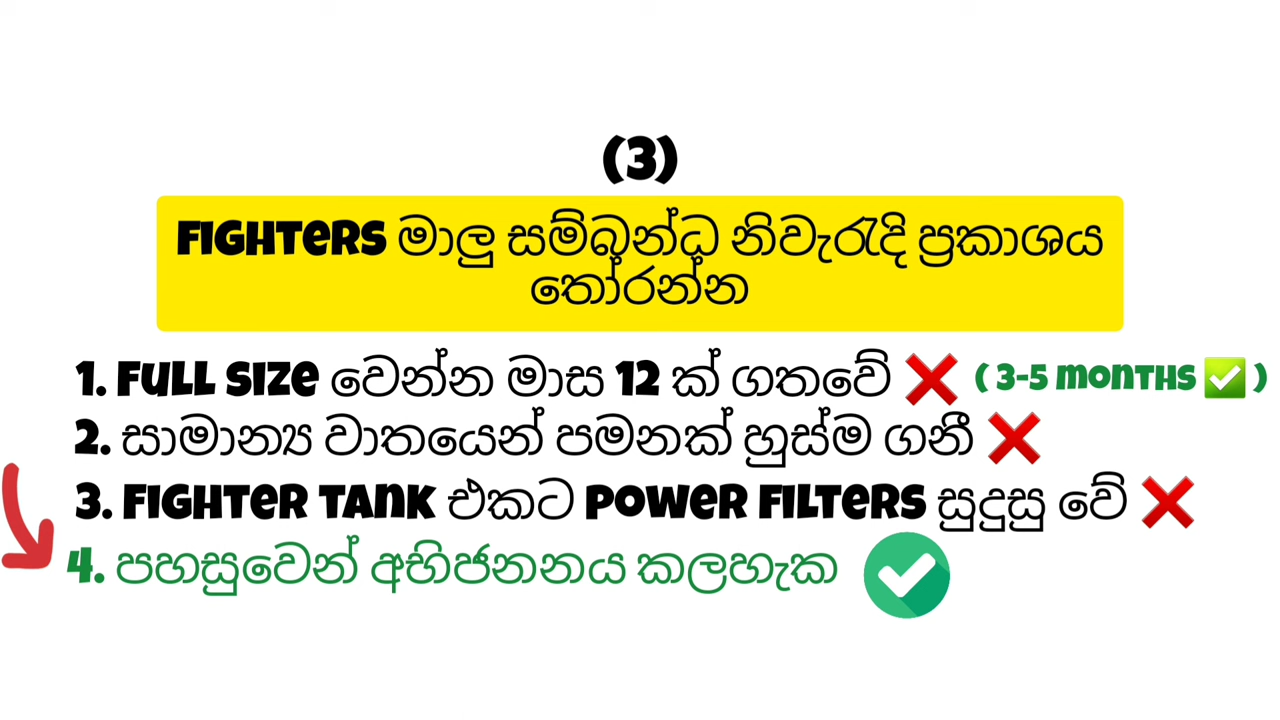 (3)
FIGHTERS මාලු සම්බන්ධ නිවැරැදි ප්‍රකාශය
තෝරන්න
1. FULL SIZE වෙන්න මාස 12 ක් ගතවේ ❌ ( 3-5 months ✅ )
2. සාමාන්‍ය වාතයෙන් පමනක් හුස්ම ගනී ❌
3. FIGHTER TANK එකට POWER FILTERS සුදුසු වේ ❌
4. පහසුවෙන් අභිජනනය කලහැක